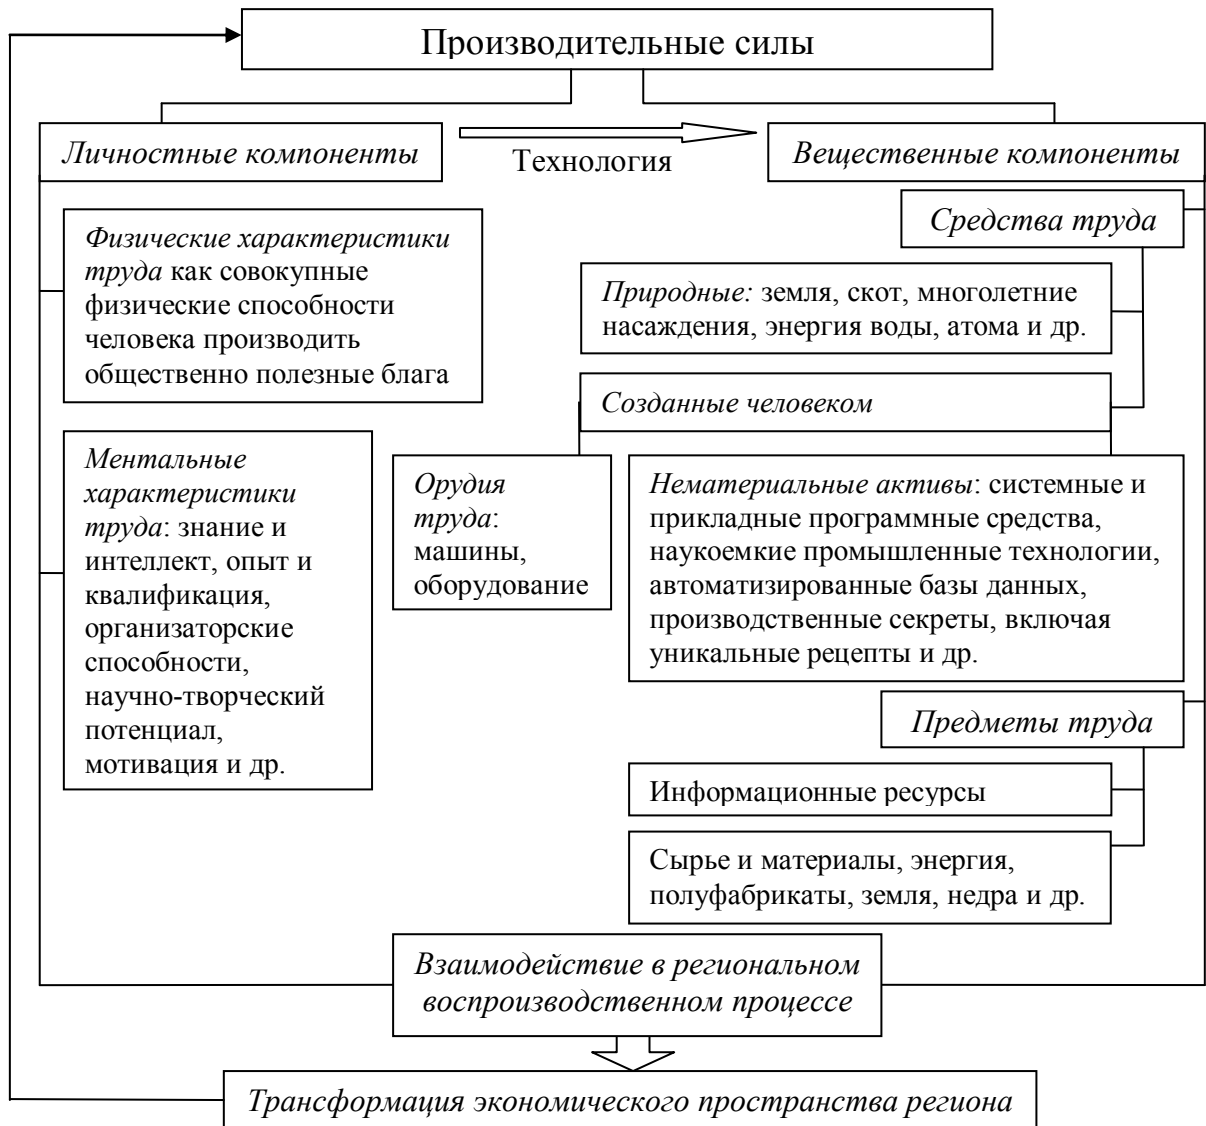 Производительные силы
Личностные компоненты
Технология
Вещественные компоненты
Средства труда
Физические характеристики
труда как совокупные
физические способности
человека производить
общественно полезные блага
Природные: земля, скот, многолетние
насаждения, энергия воды, атома и др.
Созданные человеком
Ментальные
характеристики
труда: знание и
интеллект, опыт и
квалификация,
организаторские
способности,
научно-творческий
потенциал,
мотивация и др.
Орудия
труда:
машины,
оборудование
Нематериальные активы: системные и
прикладные программные средства,
наукоемкие промышленные технологии,
автоматизированные базы данных,
производственные секреты, включая
уникальные рецепты и др.
Предметы труда
Информационные ресурсы
Сырье и материалы, энергия,
полуфабрикаты, земля, недра и др.
Взаимодействие в региональном
воспроизводственном процессе
Трансформация экономического пространства региона